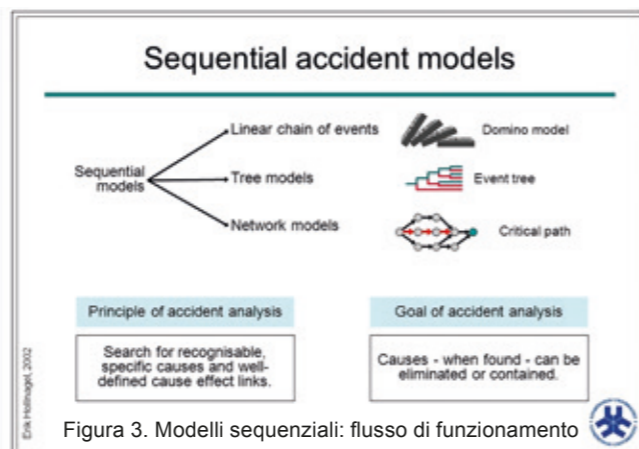 Sequential accident models
Linear chain of events
Domino model
Sequential
models
Tree models
Event tree
Network models
Critical path
Principle of accident analysis
Goal of accident analysis
Search for recognisable,
specific causes and well-
defined cause effect links.
Causes - when found - can be
eliminated or contained.
Erik Hollnagel, 2002
Figura 3. Modelli sequenziali: flusso di funzionamento